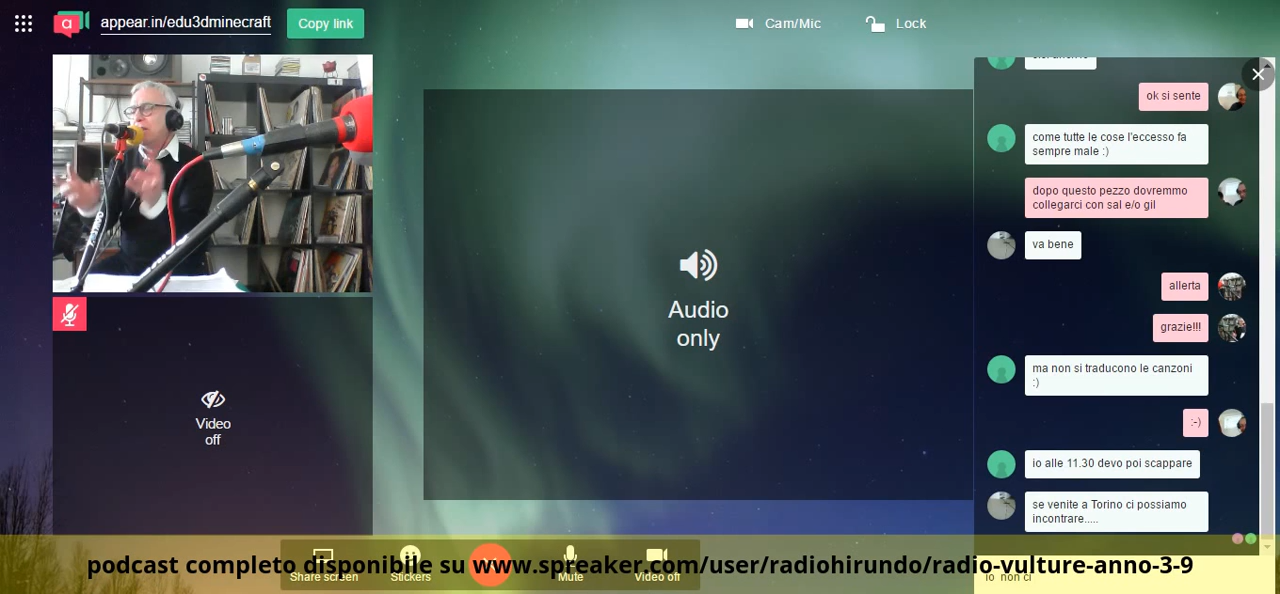 appear.in/edu3dminecraft
Copy link
Cam/Mic
Lock
ok si sente
come tutte le cose l'eccesso fa
sempre male :)
dopo questo pezzo dovremmo
collegarci con sal e/o gil
va bene
allerta
grazie!!!
ma non si traducono le canzoni
:)
:-)
io alle 11.30 devo poi scappare
se venite a Torino ci possiamo
incontrare.....
Audio
only
Video
off
Share screen
Stickers
Mute
Video off
podcast completo disponibile su www.spreaker.com/user/radiohirundo/radio-vulture-anno-3-9
io non ci